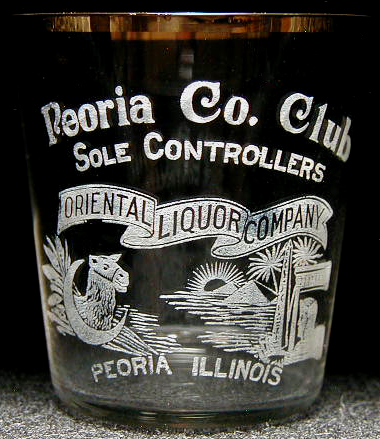 Peoria Co. Club
SOLE CONTROLLERS
ORIENTAL LIQUOR COMPANY
PEORIA ILLINOIS